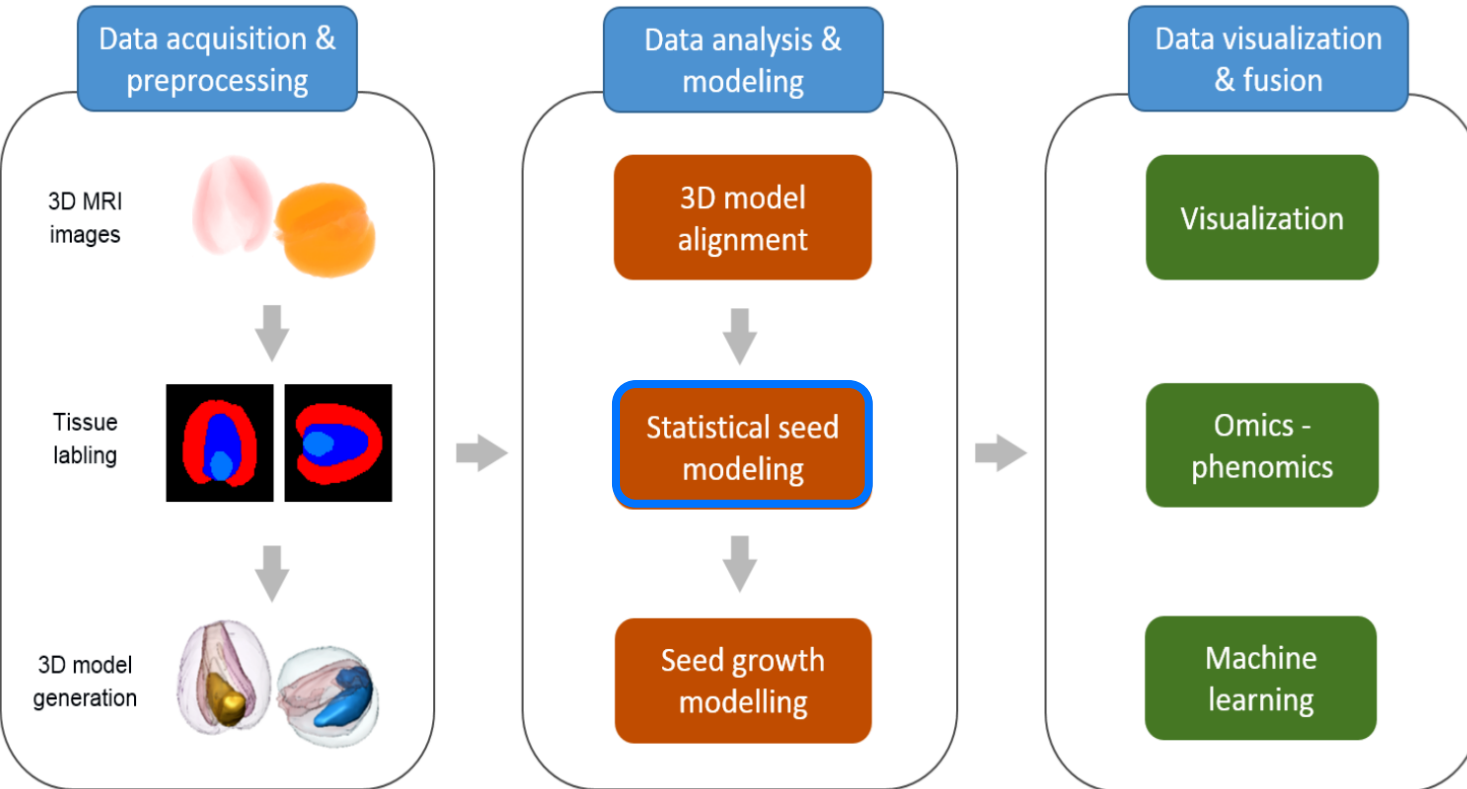 Data acquisition &
preprocessing
3D MRI
images
Tissue
labling
3D model
generation
Data analysis &
modeling
3D model
alignment
Statistical seed
modeling
Seed growth
modelling
Data visualization
& fusion
Visualization
Omics -
phenomics
Machine
learning